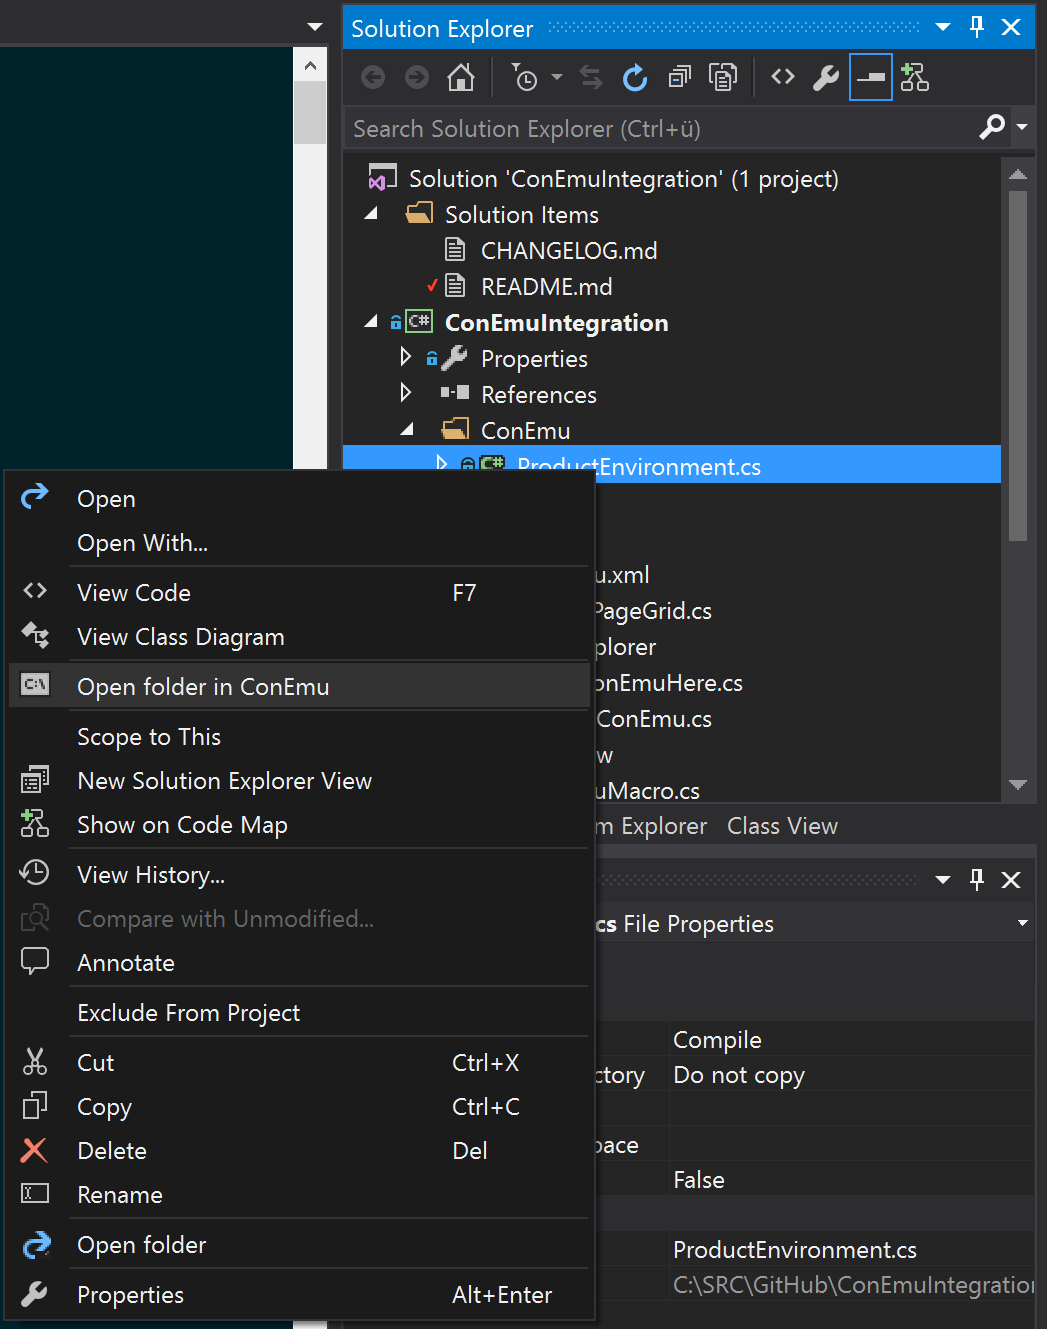 Solution Explorer
Search Solution Explorer (Ctrl+ü)
Solution 'ConEmuIntegration' (1 project)
Solution Items
CHANGELOG.md
README.md
C# ConEmuIntegration
Properties
References
ConEmu
C# ProductEnvironment.cs
u.xml
PageGrid.cs
plorer
onEmuHere.cs
ConEmu.cs
w
uMacro.cs
m Explorer Class View
cs File Properties
Compile
ctory Do not copy
pace
False
ProductEnvironment.cs
C:\SRC\GitHub\ConEmuIntegration
Open
Open With...
View Code F7
View Class Diagram
C:\ Open folder in ConEmu
Scope to This
New Solution Explorer View
Show on Code Map
View History...
Compare with Unmodified...
Annotate
Exclude From Project
Cut Ctrl+X
Copy Ctrl+C
Delete Del
Rename
Open folder
Properties Alt+Enter